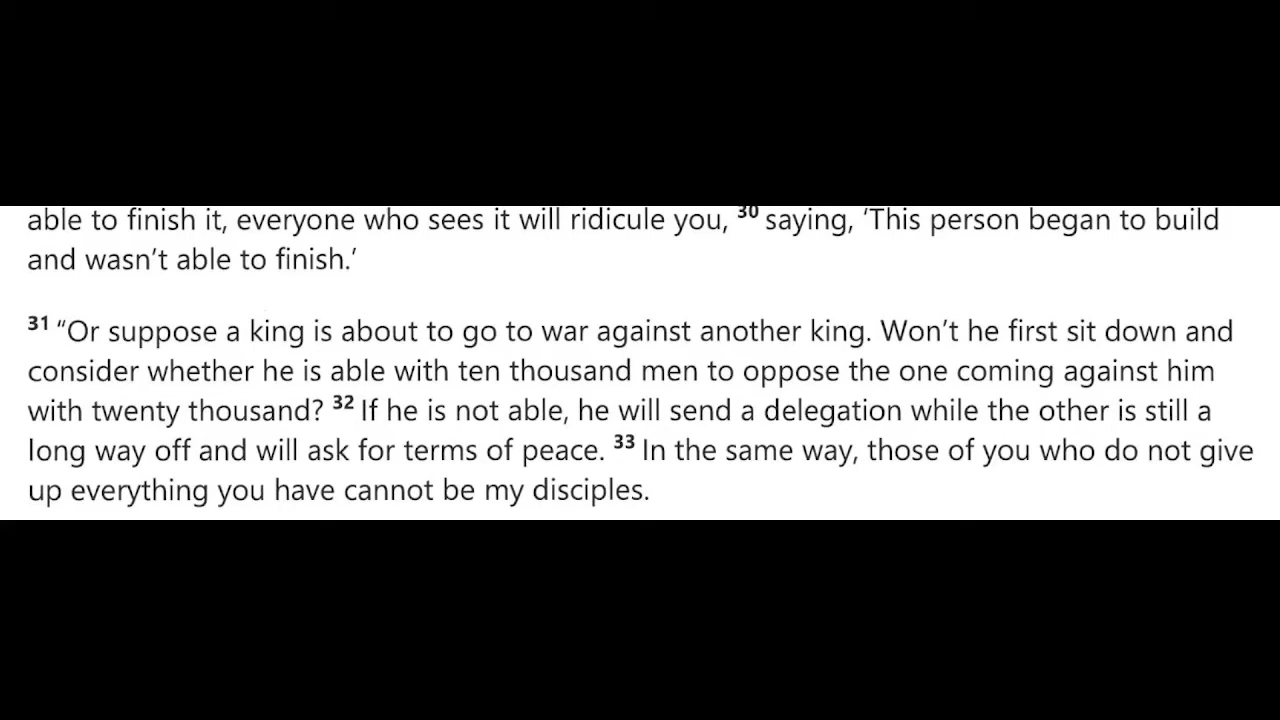 able to finish it, everyone who sees it will ridicule you, 30 saying, ‘This person began to build
and wasn’t able to finish.’
31 “Or suppose a king is about to go to war against another king. Won’t he first sit down and
consider whether he is able with ten thousand men to oppose the one coming against him
with twenty thousand? 32 If he is not able, he will send a delegation while the other is still a
long way off and will ask for terms of peace. 33 In the same way, those of you who do not give
up everything you have cannot be my disciples.